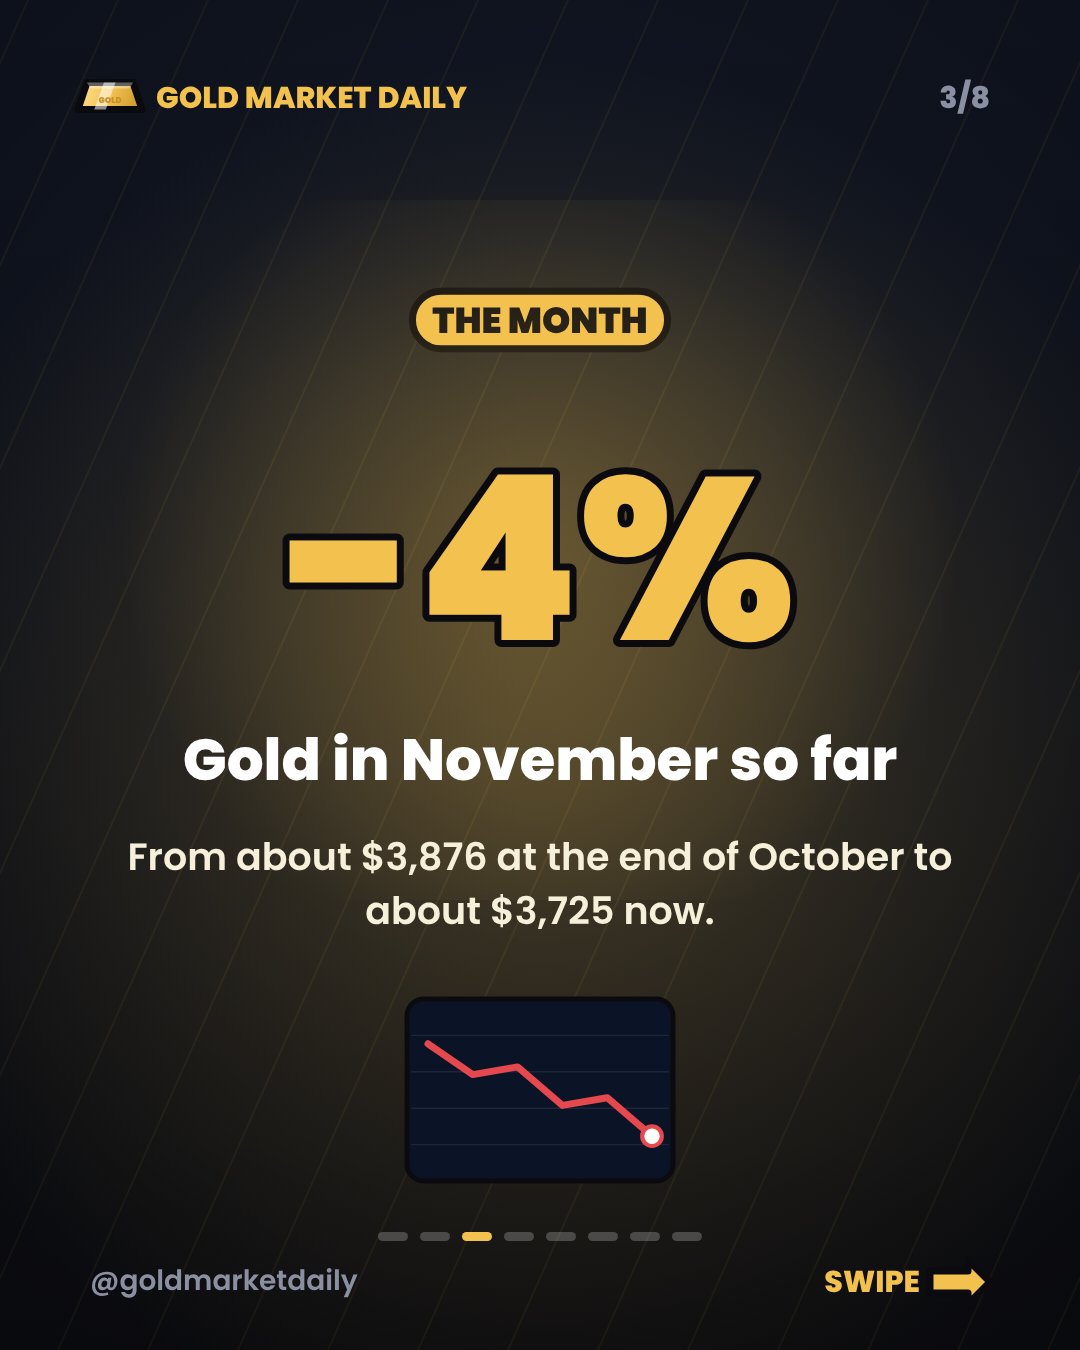 GOLD
GOLD MARKET DAILY
3/8
THE MONTH
-4%
Gold in November so far
From about $3,876 at the end of October to
about $3,725 now.
@goldmarketdaily
SWIPE